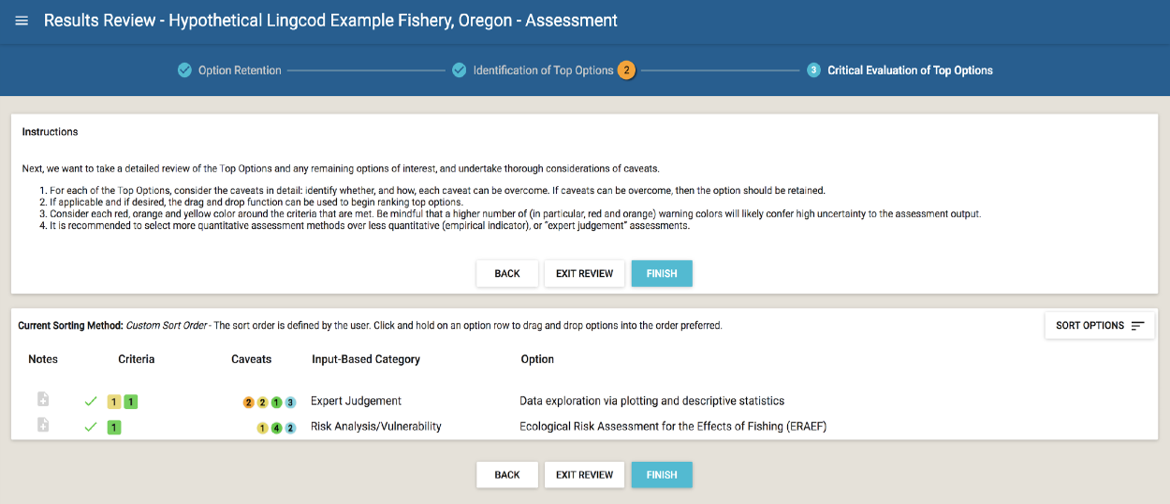 Results Review - Hypothetical Lingcod Example Fishery, Oregon - Assessment
Option Retention
Identification of Top Options 2
3 Critical Evaluation of Top Options
Instructions
Next, we want to take a detailed review of the Top Options and any remaining options of interest, and undertake thorough considerations of caveats.
1. For each of the Top Options, consider the caveats in detail: identify whether, and how, each caveat can be overcome. If caveats can be overcome, then the option should be retained.
2. If applicable and if desired, the drag and drop function can be used to begin ranking top options.
3. Consider each red, orange and yellow color around the criteria that are met. Be mindful that a higher number of (in particular, red and orange) warning colors will likely confer high uncertainty to the assessment output.
4. It is recommended to select more quantitative assessment methods over less quantitative (empirical indicator), or "expert judgement" assessments.
BACK EXIT REVIEW FINISH
Current Sorting Method: Custom Sort Order - The sort order is defined by the user. Click and hold on an option row to drag and drop options into the order preferred.
SORT OPTIONS
Notes Criteria Caveats Input-Based Category Option
1 1 2 2 1 3 Expert Judgement Data exploration via plotting and descriptive statistics
1 1 4 2 Risk Analysis/Vulnerability Ecological Risk Assessment for the Effects of Fishing (ERAEF)
BACK EXIT REVIEW FINISH